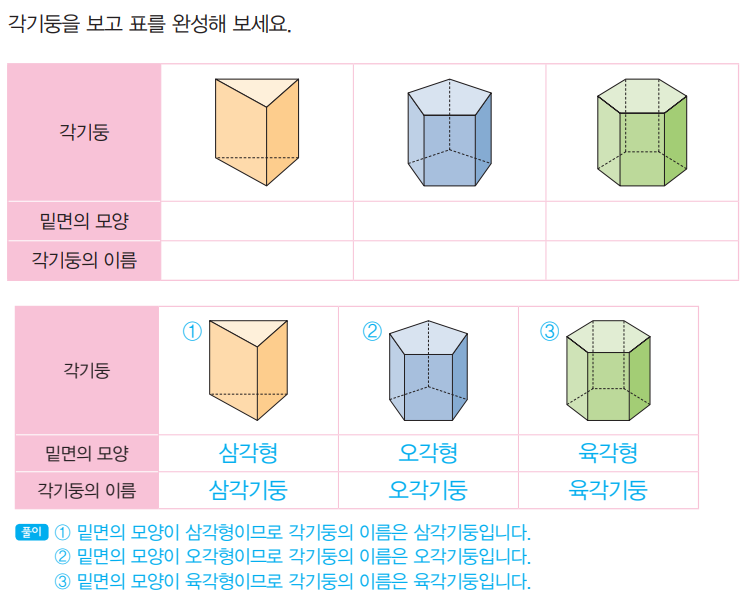 각기둥을 보고 표를 완성해 보세요.
각기둥
밑면의 모양
각기둥의 이름
각기둥 ① ② ③
밑면의 모양 삼각형 오각형 육각형
각기둥의 이름 삼각기둥 오각기둥 육각기둥
풀이 ① 밑면의 모양이 삼각형이므로 각기둥의 이름은 삼각기둥입니다.
② 밑면의 모양이 오각형이므로 각기둥의 이름은 오각기둥입니다.
③ 밑면의 모양이 육각형이므로 각기둥의 이름은 육각기둥입니다.